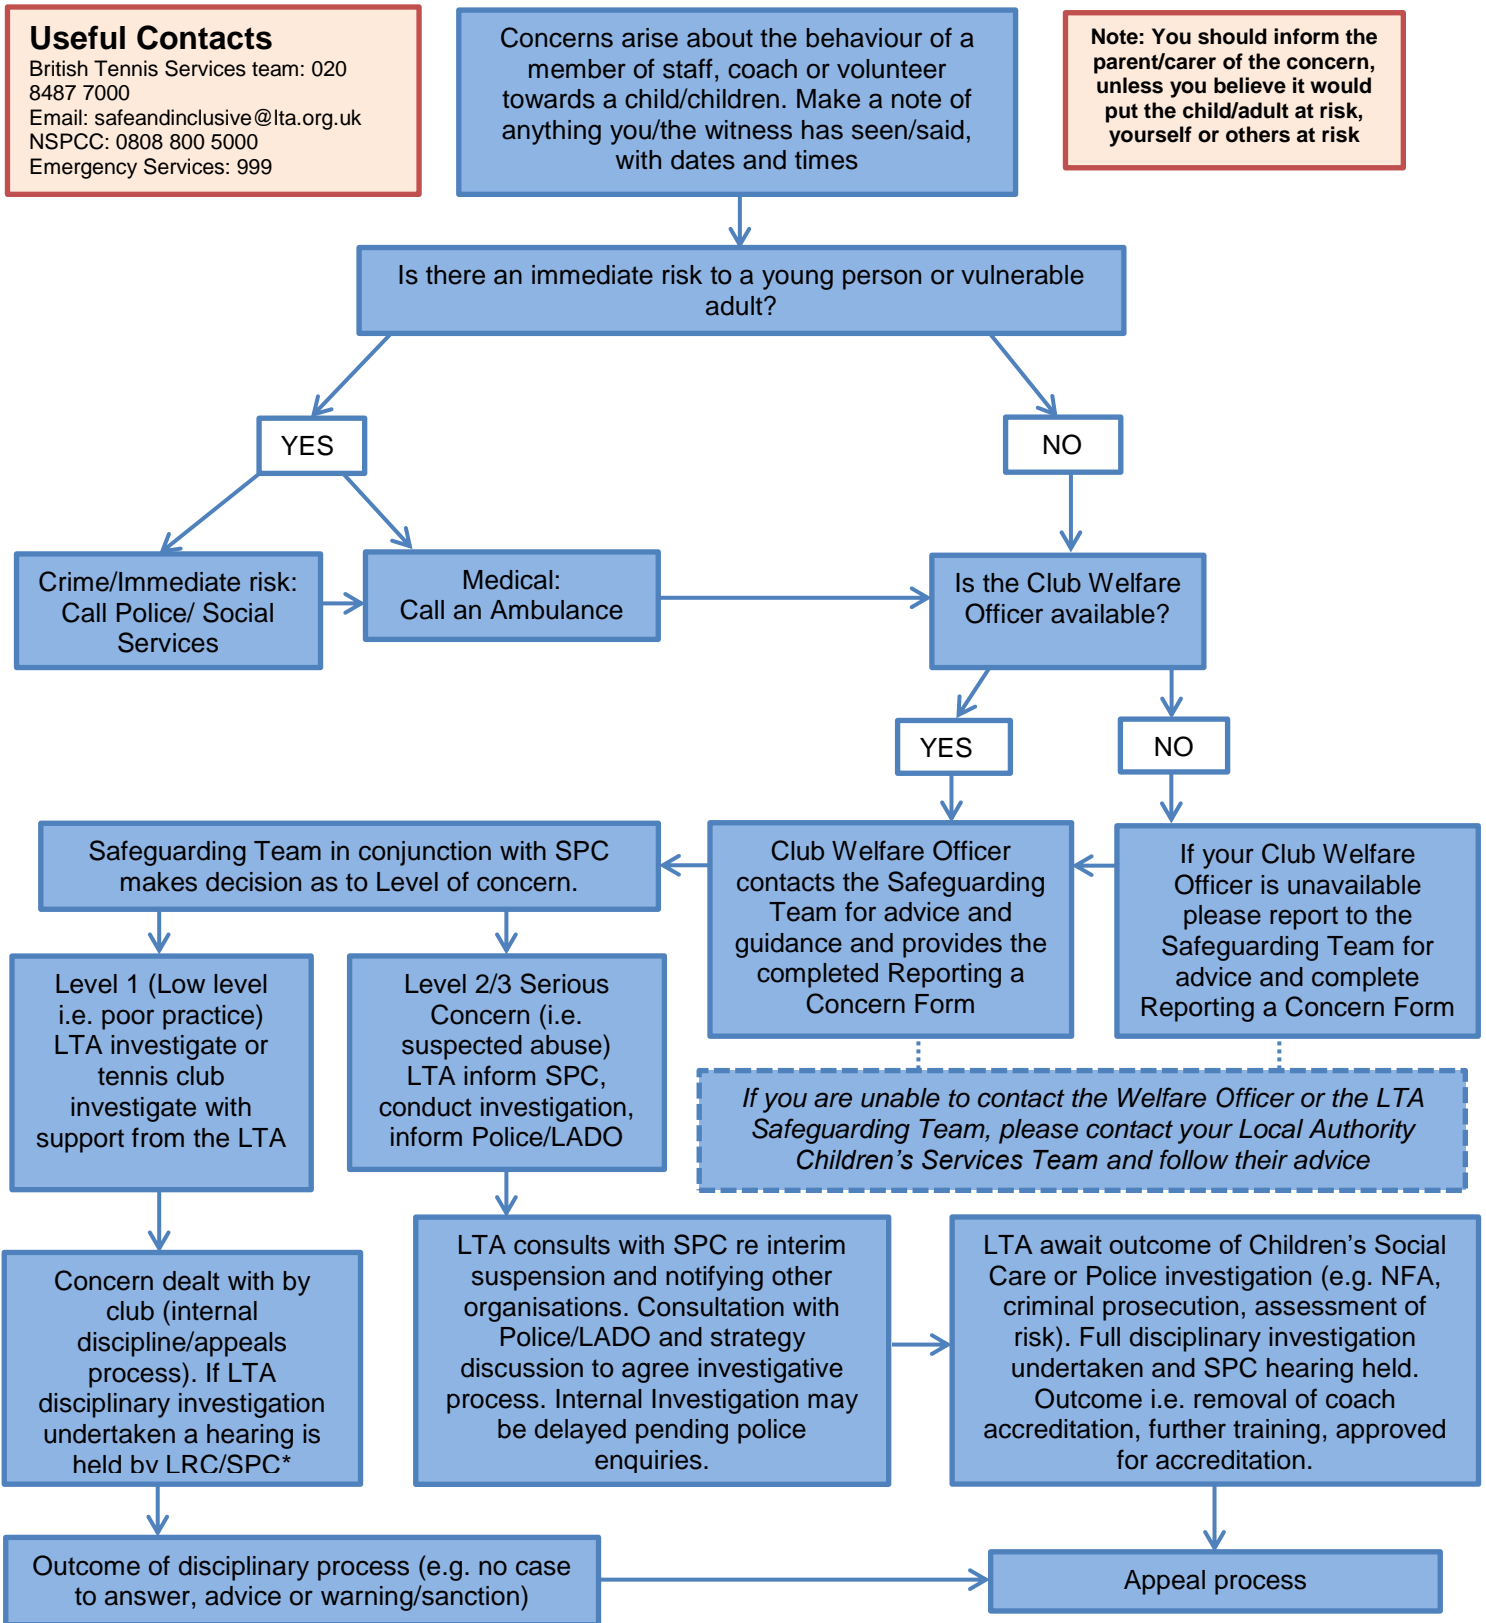 Useful Contacts
British Tennis Services team: 020
8487 7000
Email: safeandinclusive@lta.org.uk
NSPCC: 0808 800 5000
Emergency Services: 999
Concerns arise about the behaviour of a
member of staff, coach or volunteer
towards a child/children. Make a note of
anything you/the witness has seen/said,
with dates and times
Note: You should inform the
parent/carer of the concern,
unless you believe it would
put the child/adult at risk,
yourself or others at risk
Is there an immediate risk to a young person or vulnerable
adult?
YES
NO
Crime/Immediate risk:
Call Police/ Social
Services
Medical:
Call an Ambulance
Is the Club Welfare
Officer available?
YES
NO
Safeguarding Team in conjunction with SPC
makes decision as to Level of concern.
Club Welfare Officer
contacts the Safeguarding
Team for advice and
guidance and provides the
completed Reporting a
Concern Form
If your Club Welfare
Officer is unavailable
please report to the
Safeguarding Team for
advice and complete
Reporting a Concern Form
Level 1 (Low level
i.e. poor practice)
LTA investigate or
tennis club
investigate with
support from the LTA
Level 2/3 Serious
Concern (i.e.
suspected abuse)
LTA inform SPC,
conduct investigation,
inform Police/LADO
If you are unable to contact the Welfare Officer or the LTA
Safeguarding Team, please contact your Local Authority
Children's Services Team and follow their advice
Concern dealt with by
club (internal
discipline/appeals
process). If LTA
disciplinary investigation
undertaken a hearing is
held by LRC/SPC*
LTA consults with SPC re interim
suspension and notifying other
organisations. Consultation with
Police/LADO and strategy
discussion to agree investigative
process. Internal Investigation may
be delayed pending police
enquiries.
LTA await outcome of Children's Social
Care or Police investigation (e.g. NFA,
criminal prosecution, assessment of
risk). Full disciplinary investigation
undertaken and SPC hearing held.
Outcome i.e. removal of coach
accreditation, further training, approved
for accreditation.
Outcome of disciplinary process (e.g. no case
to answer, advice or warning/sanction)
Appeal process